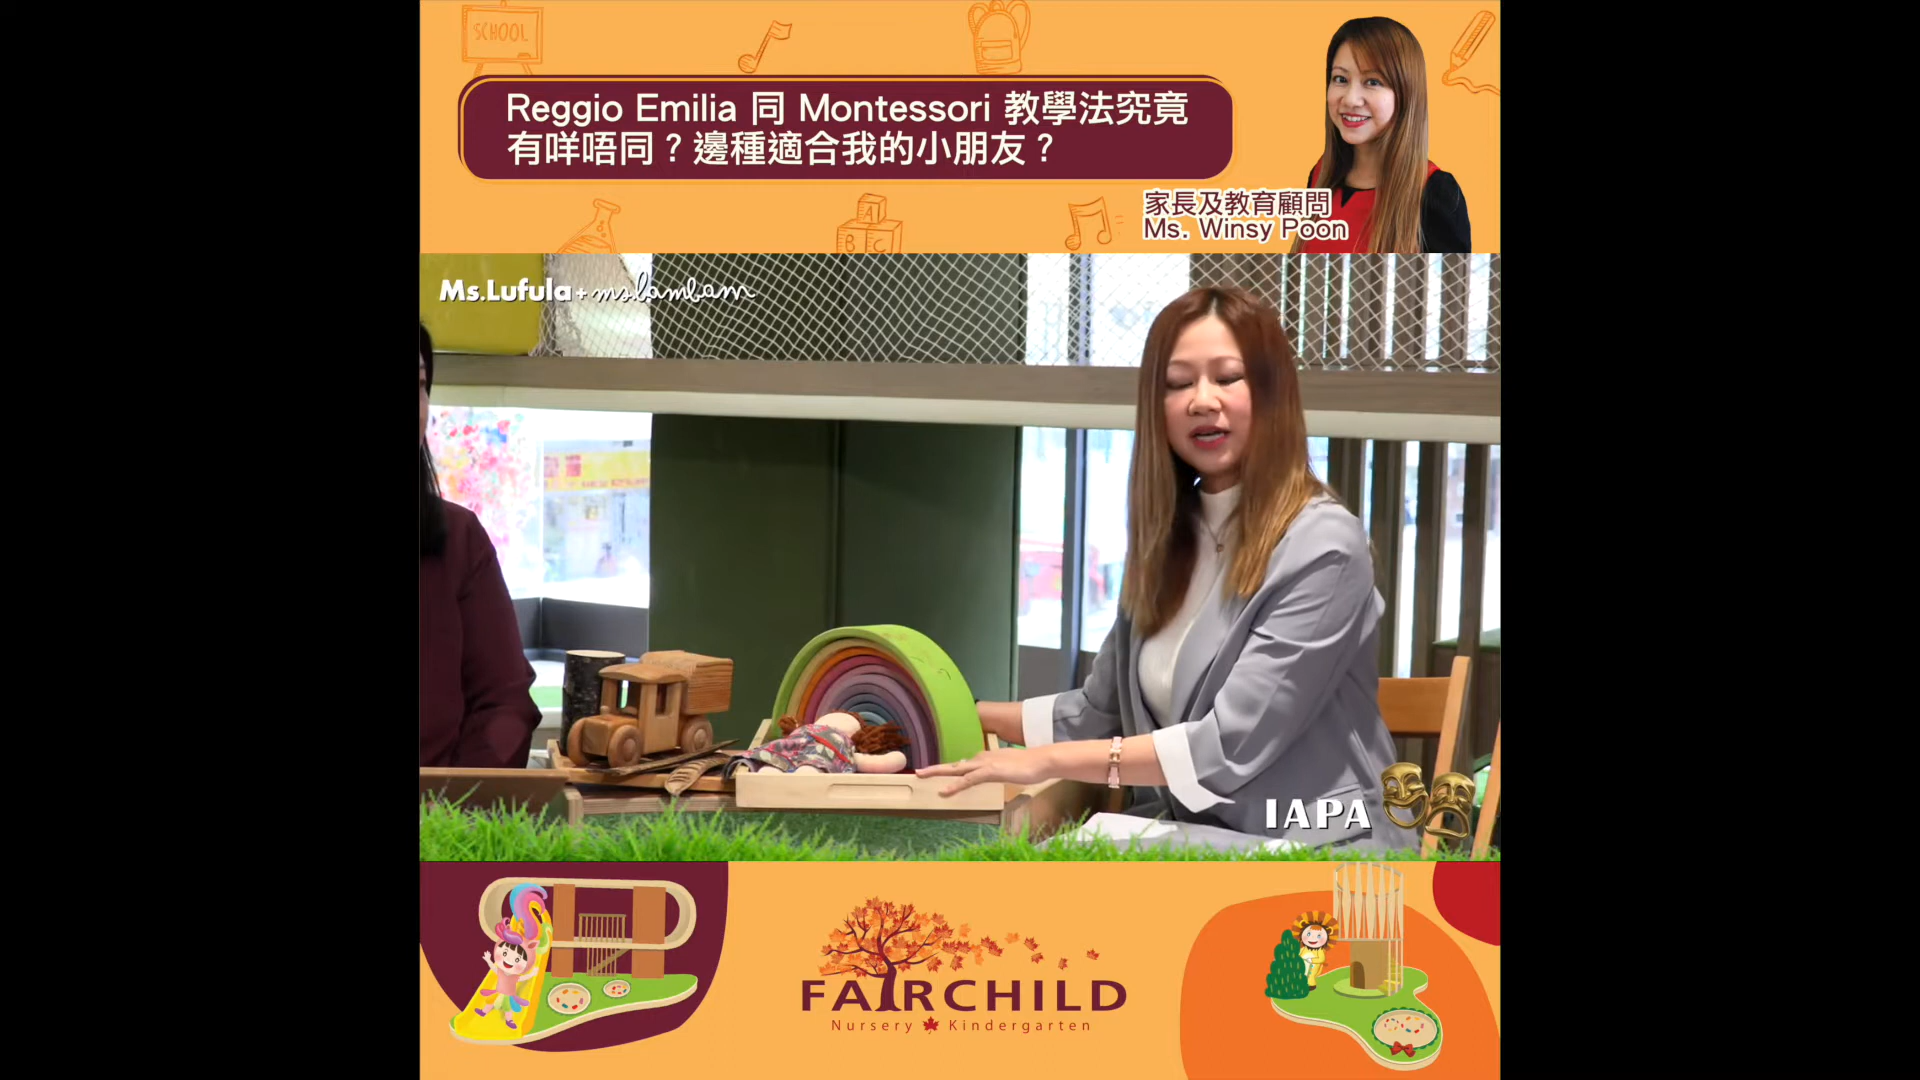 SCHOOL
Reggio Emilia 同 Montessori 教學法究竟
有咩唔同？邊種適合我的小朋友？
A
B C
家長及教育顧問
Ms. Winsy Poon
Ms.Lufula + ms.lambam
IAPA
FAIRCHILD
Nursery Kindergarten